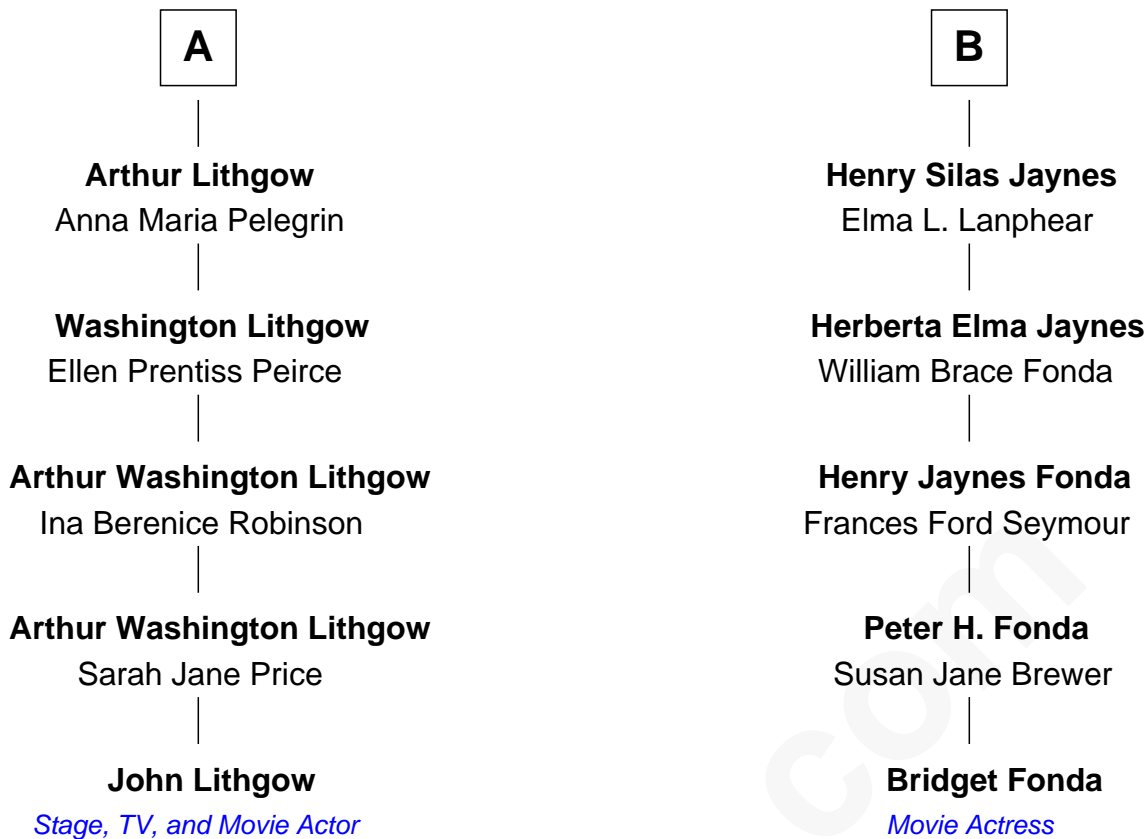 A
Arthur Lithgow
Anna Maria Pelegrin
Washington Lithgow
Ellen Prentiss Peirce
Arthur Washington Lithgow
Ina Berenice Robinson
Arthur Washington Lithgow
Sarah Jane Price
John Lithgow
Stage, TV, and Movie Actor
B
Henry Silas Jaynes
Elma L. Lanphear
Herberta Elma Jaynes
William Brace Fonda
Henry Jaynes Fonda
Frances Ford Seymour
Peter H. Fonda
Susan Jane Brewer
Bridget Fonda
Movie Actress
com